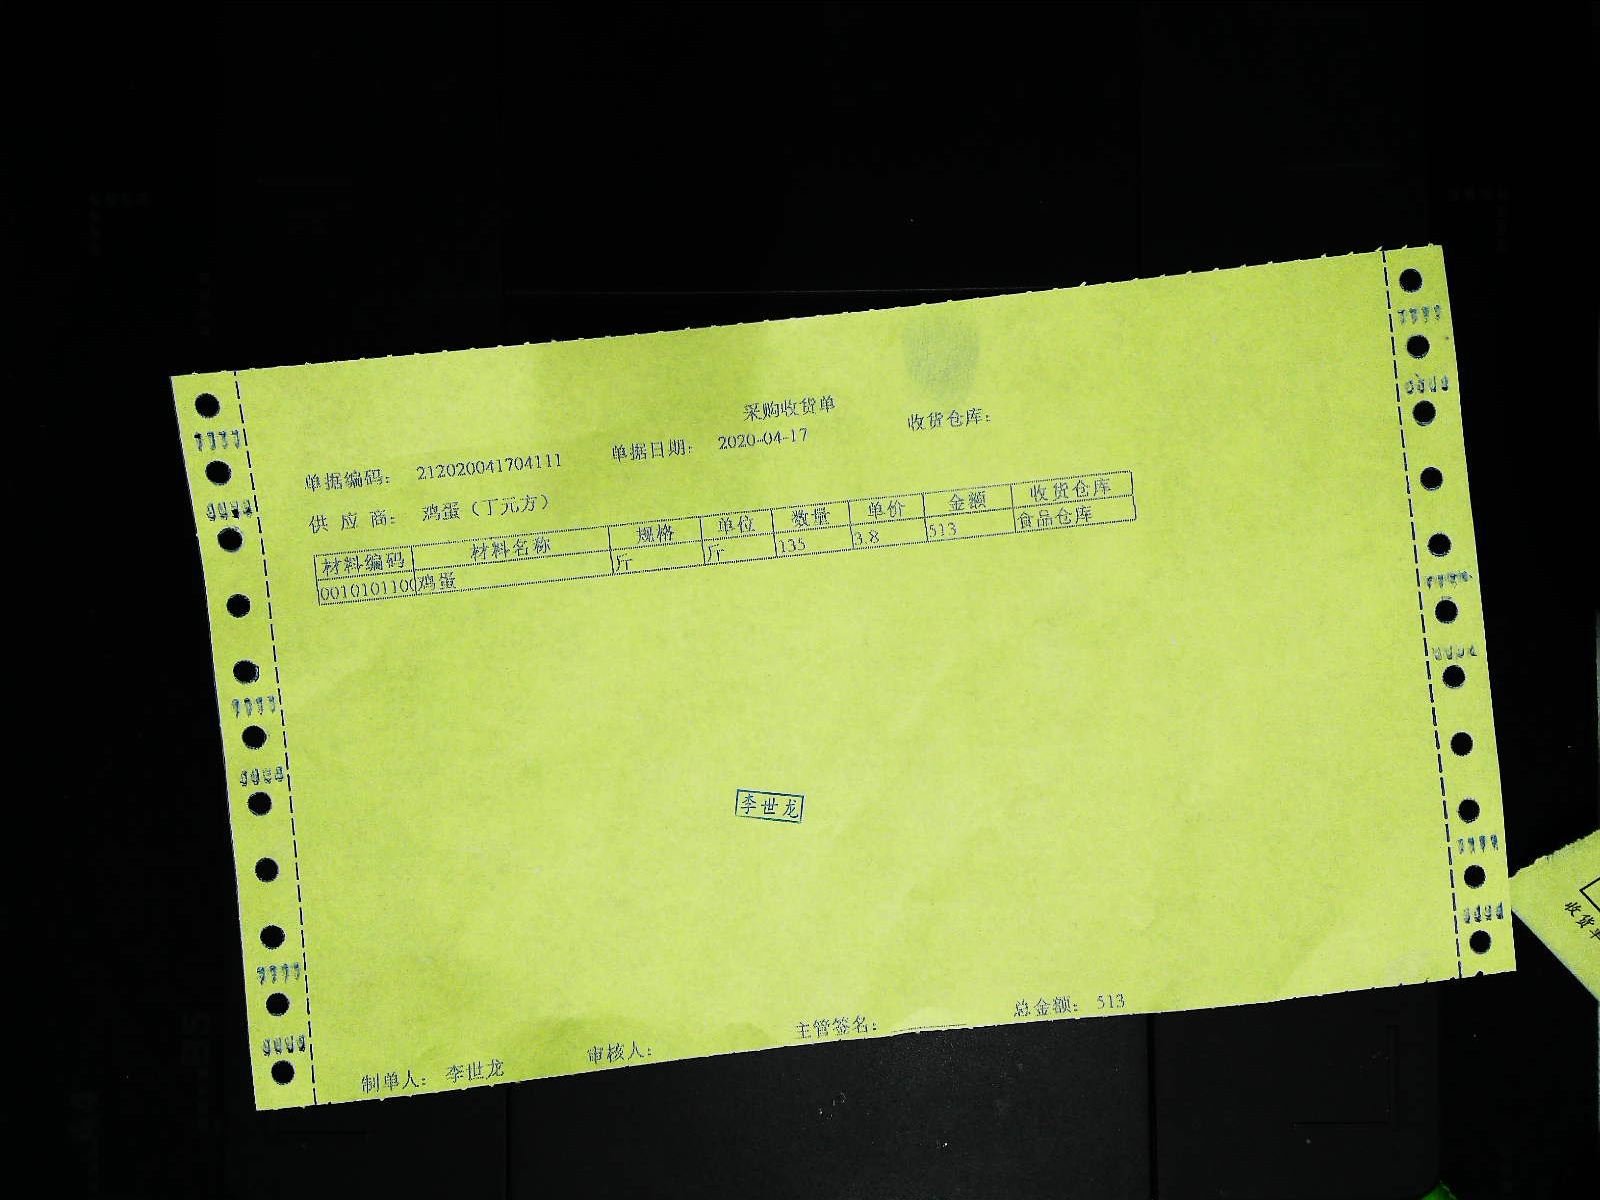 采购收货单
单据编码： 212020041704111 单据日期： 2020-04-17 收货仓库：
供 应 商： 鸡蛋（丁元方）
材料编码 材料名称 规格 单位 数量 单价 金额 收货仓库
0010101100 鸡蛋 斤 斤 135 3.8 513 食品仓库
李世龙
制单人： 李世龙 审核人： 主管签名： 总金额： 513
收货